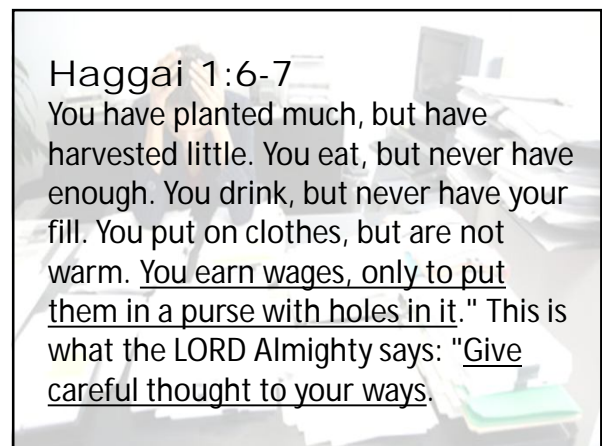 Haggai 1:6-7
You have planted much, but have
harvested little. You eat, but never have
enough. You drink, but never have your
fill. You put on clothes, but are not
warm. You earn wages, only to put
them in a purse with holes in it." This is
what the LORD Almighty says: "Give
careful thought to your ways.